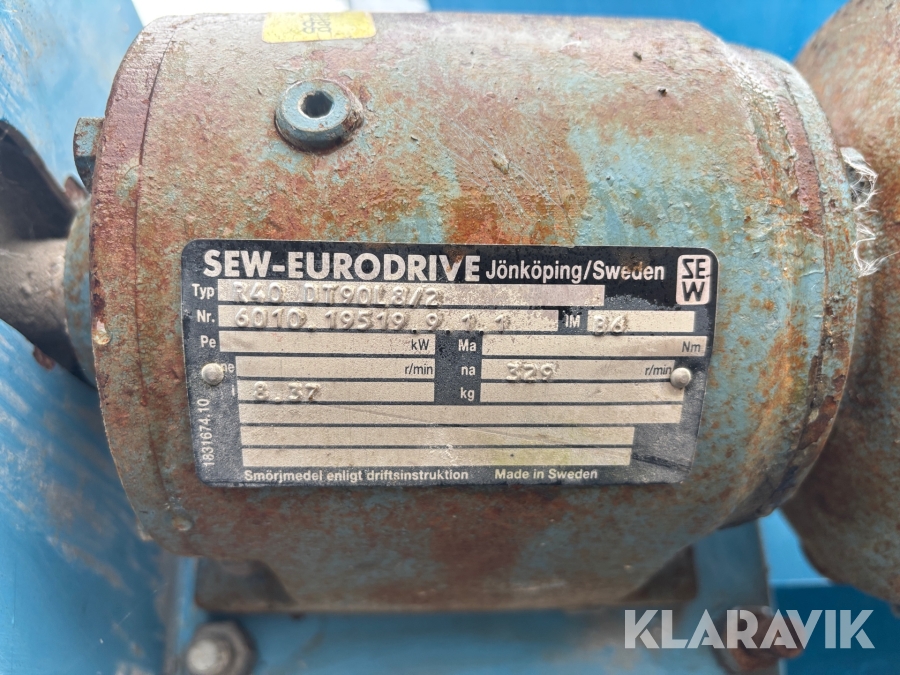 SEW-EURODRIVE Jönköping/Sweden SEW
Typ R40 DT90L8/2
Nr. 6010 19519.9.1.1 IM B6
Pe kW Ma Nm
ne r/min na 329 r/min
i 8.37 kg
1831674.10
Smörjmedel enligt driftsinstruktion Made in Sweden
KLARAVIK